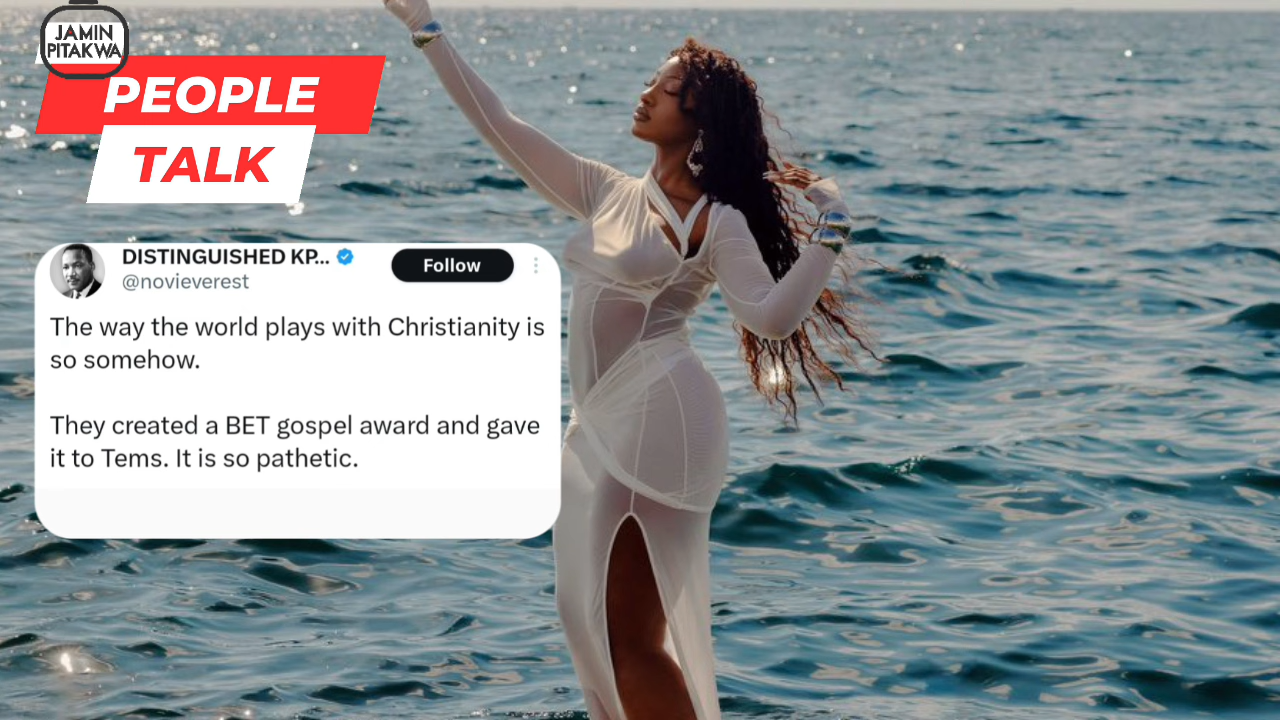 JAMIN
PITAKWA
PEOPLE
TALK
DISTINGUISHED KP...
Follow
@novieverest
The way the world plays with Christianity is
so somehow.
They created a BET gospel award and gave
it to Tems. It is so pathetic.